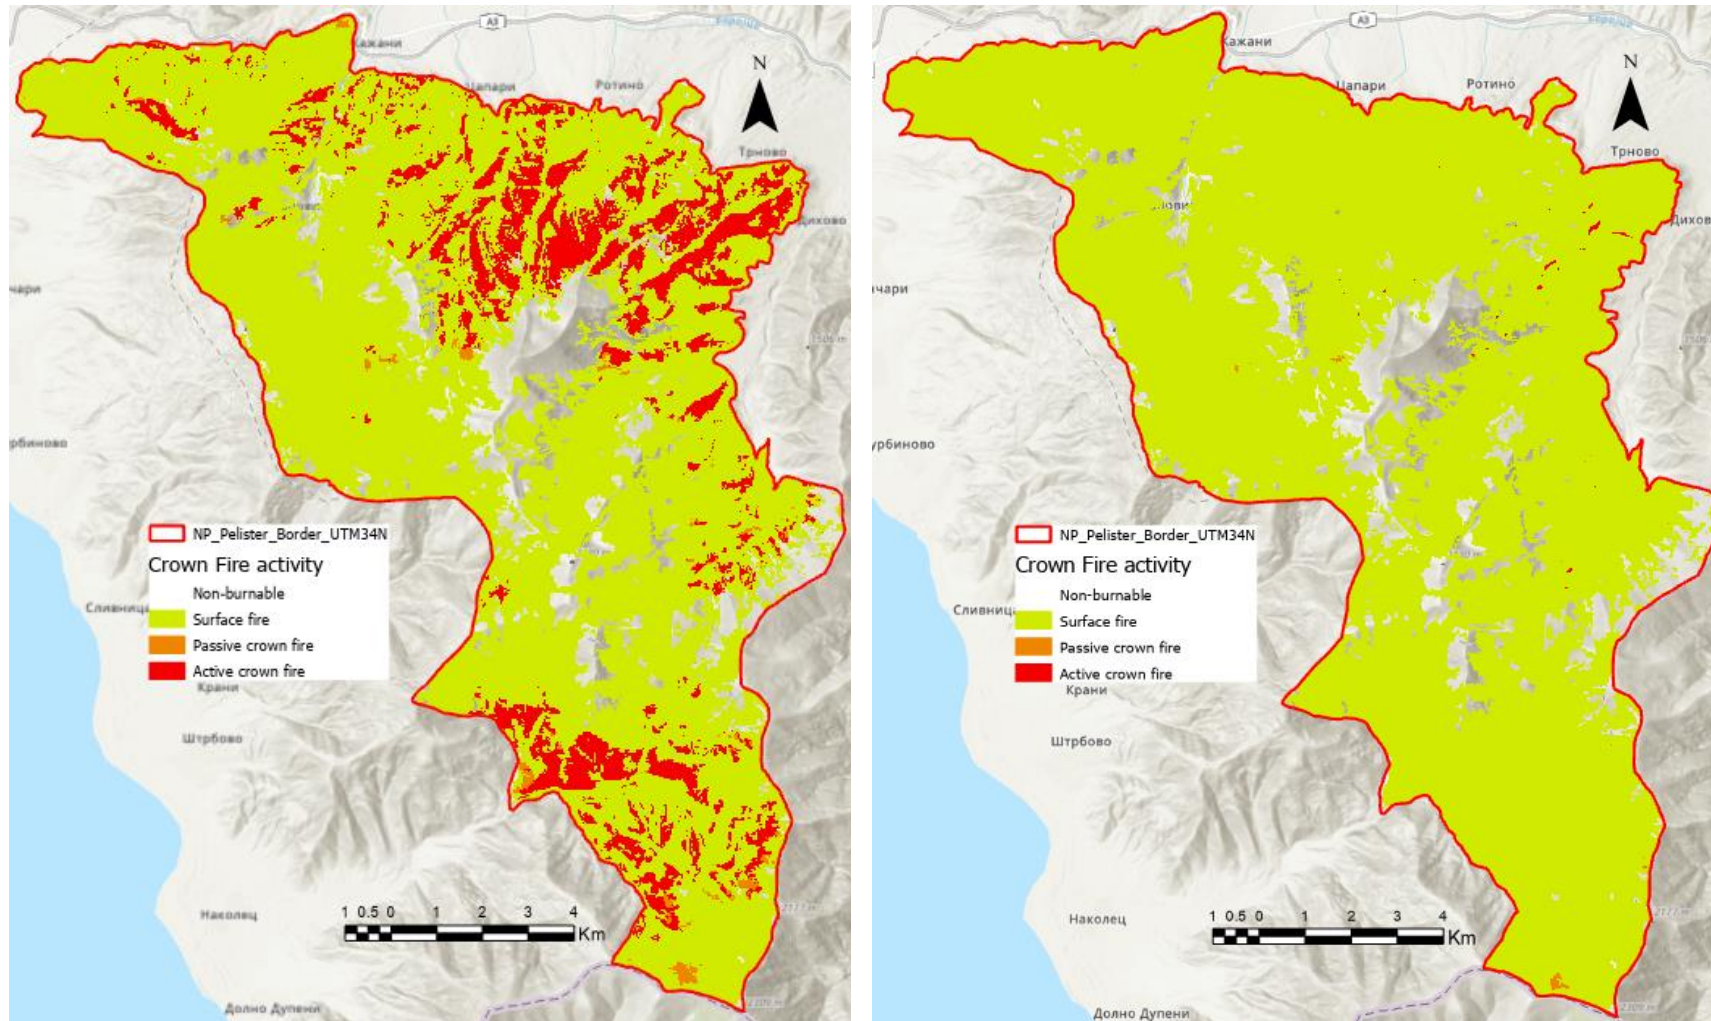 A3
Кажани
Цапари
Ротино
N
Трново
Дихово
чари
рбиново
NP_Pelister_Border_UTM34N
Crown Fire activity
Non-burnable
Surface fire
Passive crown fire
Active crown fire
Сливница
Крани
Штрбово
Наколец
1 0.5 0 1 2 3 4
Km
Долно Дупени
A3
Кажани
Цапари
Ротино
N
Трново
Дихово
чари
урбиново
NP_Pelister_Border_UTM34N
Crown Fire activity
Non-burnable
Surface fire
Passive crown fire
Active crown fire
Сливница
Крани
Штрбово
Наколец
1 0.5 0 1 2 3 4
Km
Долно Дупени